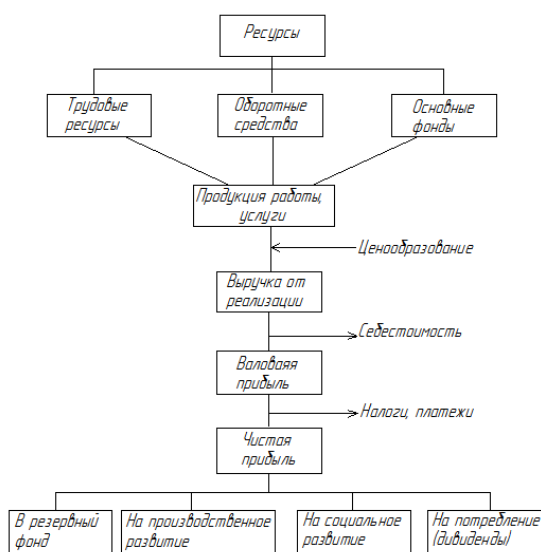 Ресурсы
Трудовые
ресурсы
Оборотные
средства
Основные
фонды
Продукция работы,
услуги
Ценообразование
Выручка от
реализации
Себестоимость
Валоваяя
прибыль
Налоги, платежи
Чистая
прибыль
В резервный
фонд
На производственное
развитие
На социальное
развитие
На потребление
(дивиденды)